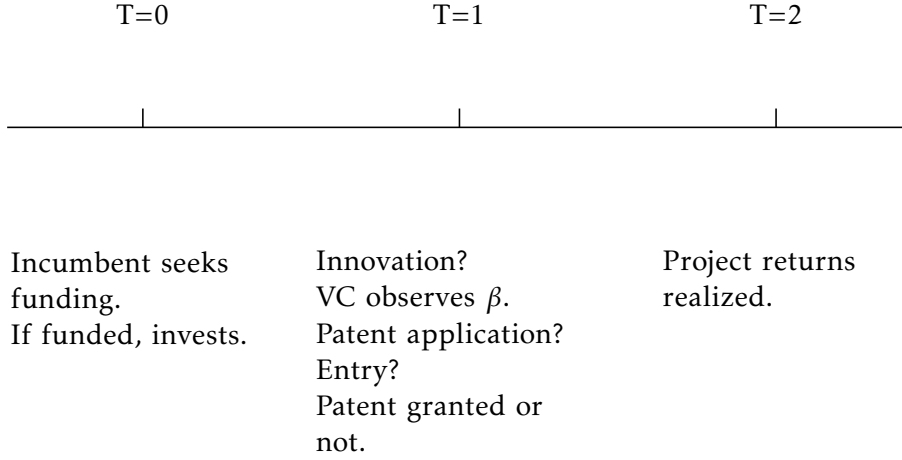 T=0
T=1
T=2
Incumbent seeks
funding.
If funded, invests.
Innovation?
VC observes β.
Patent application?
Entry?
Patent granted or
not.
Project returns
realized.